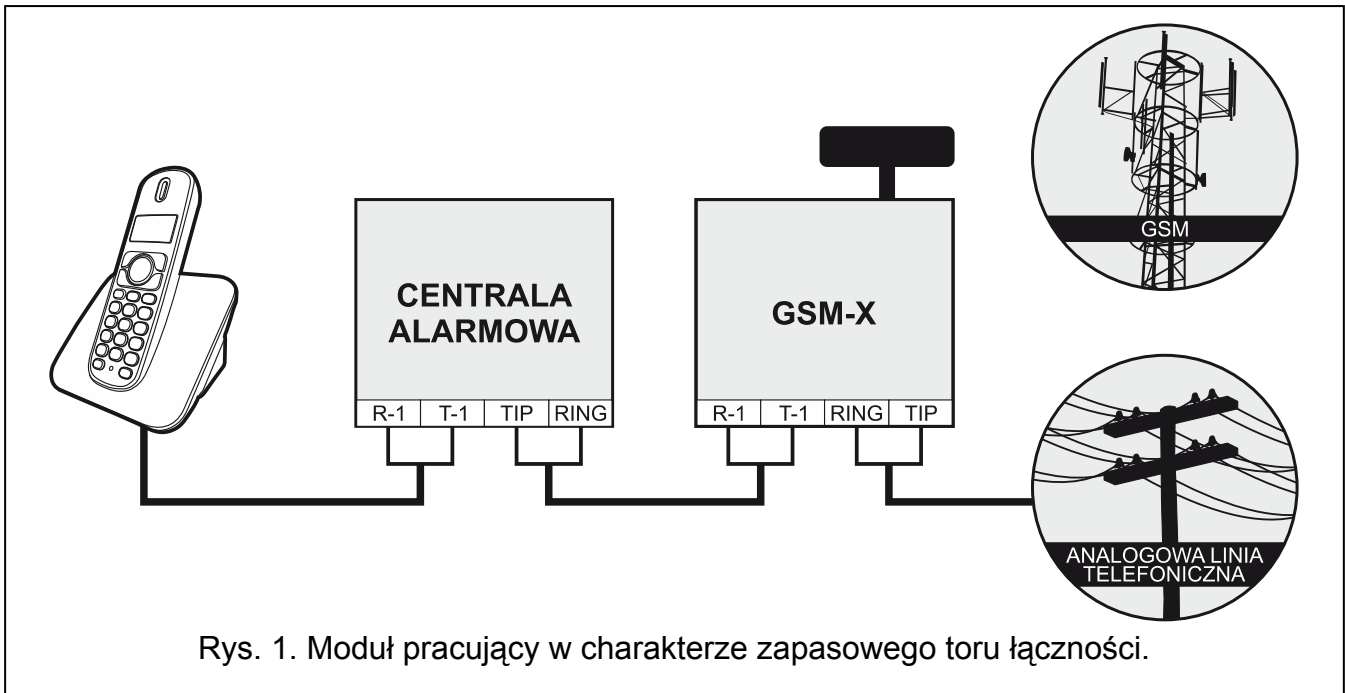 GSM
CENTRALA
ALARMOWA
GSM-X
R-1 T-1 TIP RING
R-1 T-1 RING TIP
ANALOGOWA LINIA
TELEFONICZNA
Rys. 1. Moduł pracujący w charakterze zapasowego toru łączności.